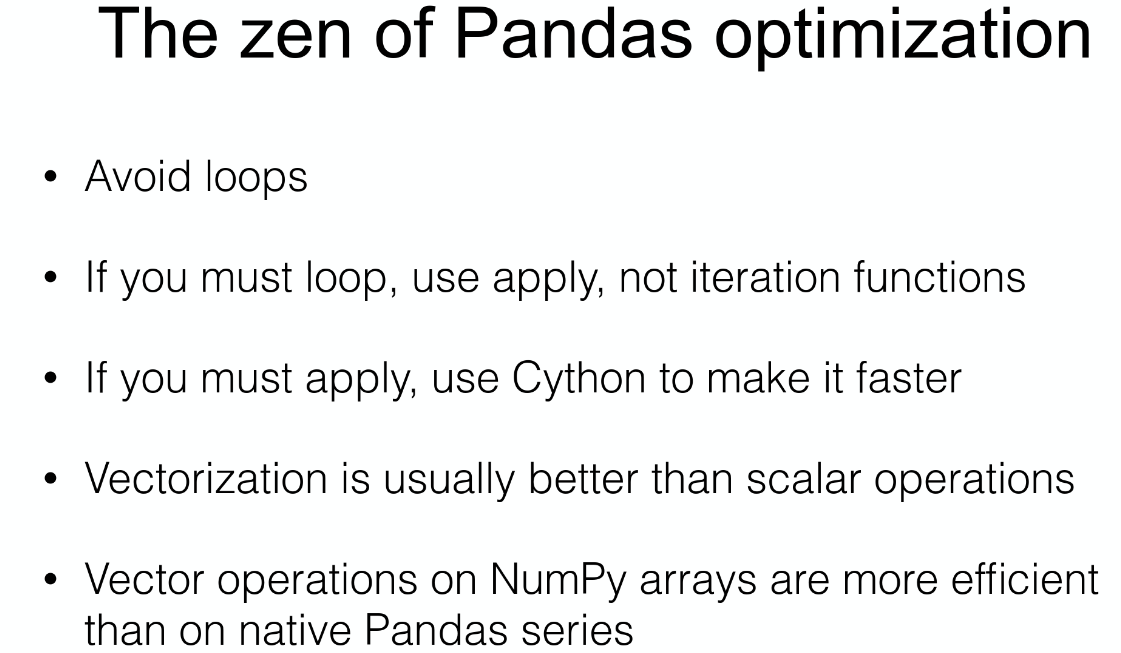 The zen of Pandas optimization
• Avoid loops
• If you must loop, use apply, not iteration functions
• If you must apply, use Cython to make it faster
• Vectorization is usually better than scalar operations
• Vector operations on NumPy arrays are more efficient
than on native Pandas series